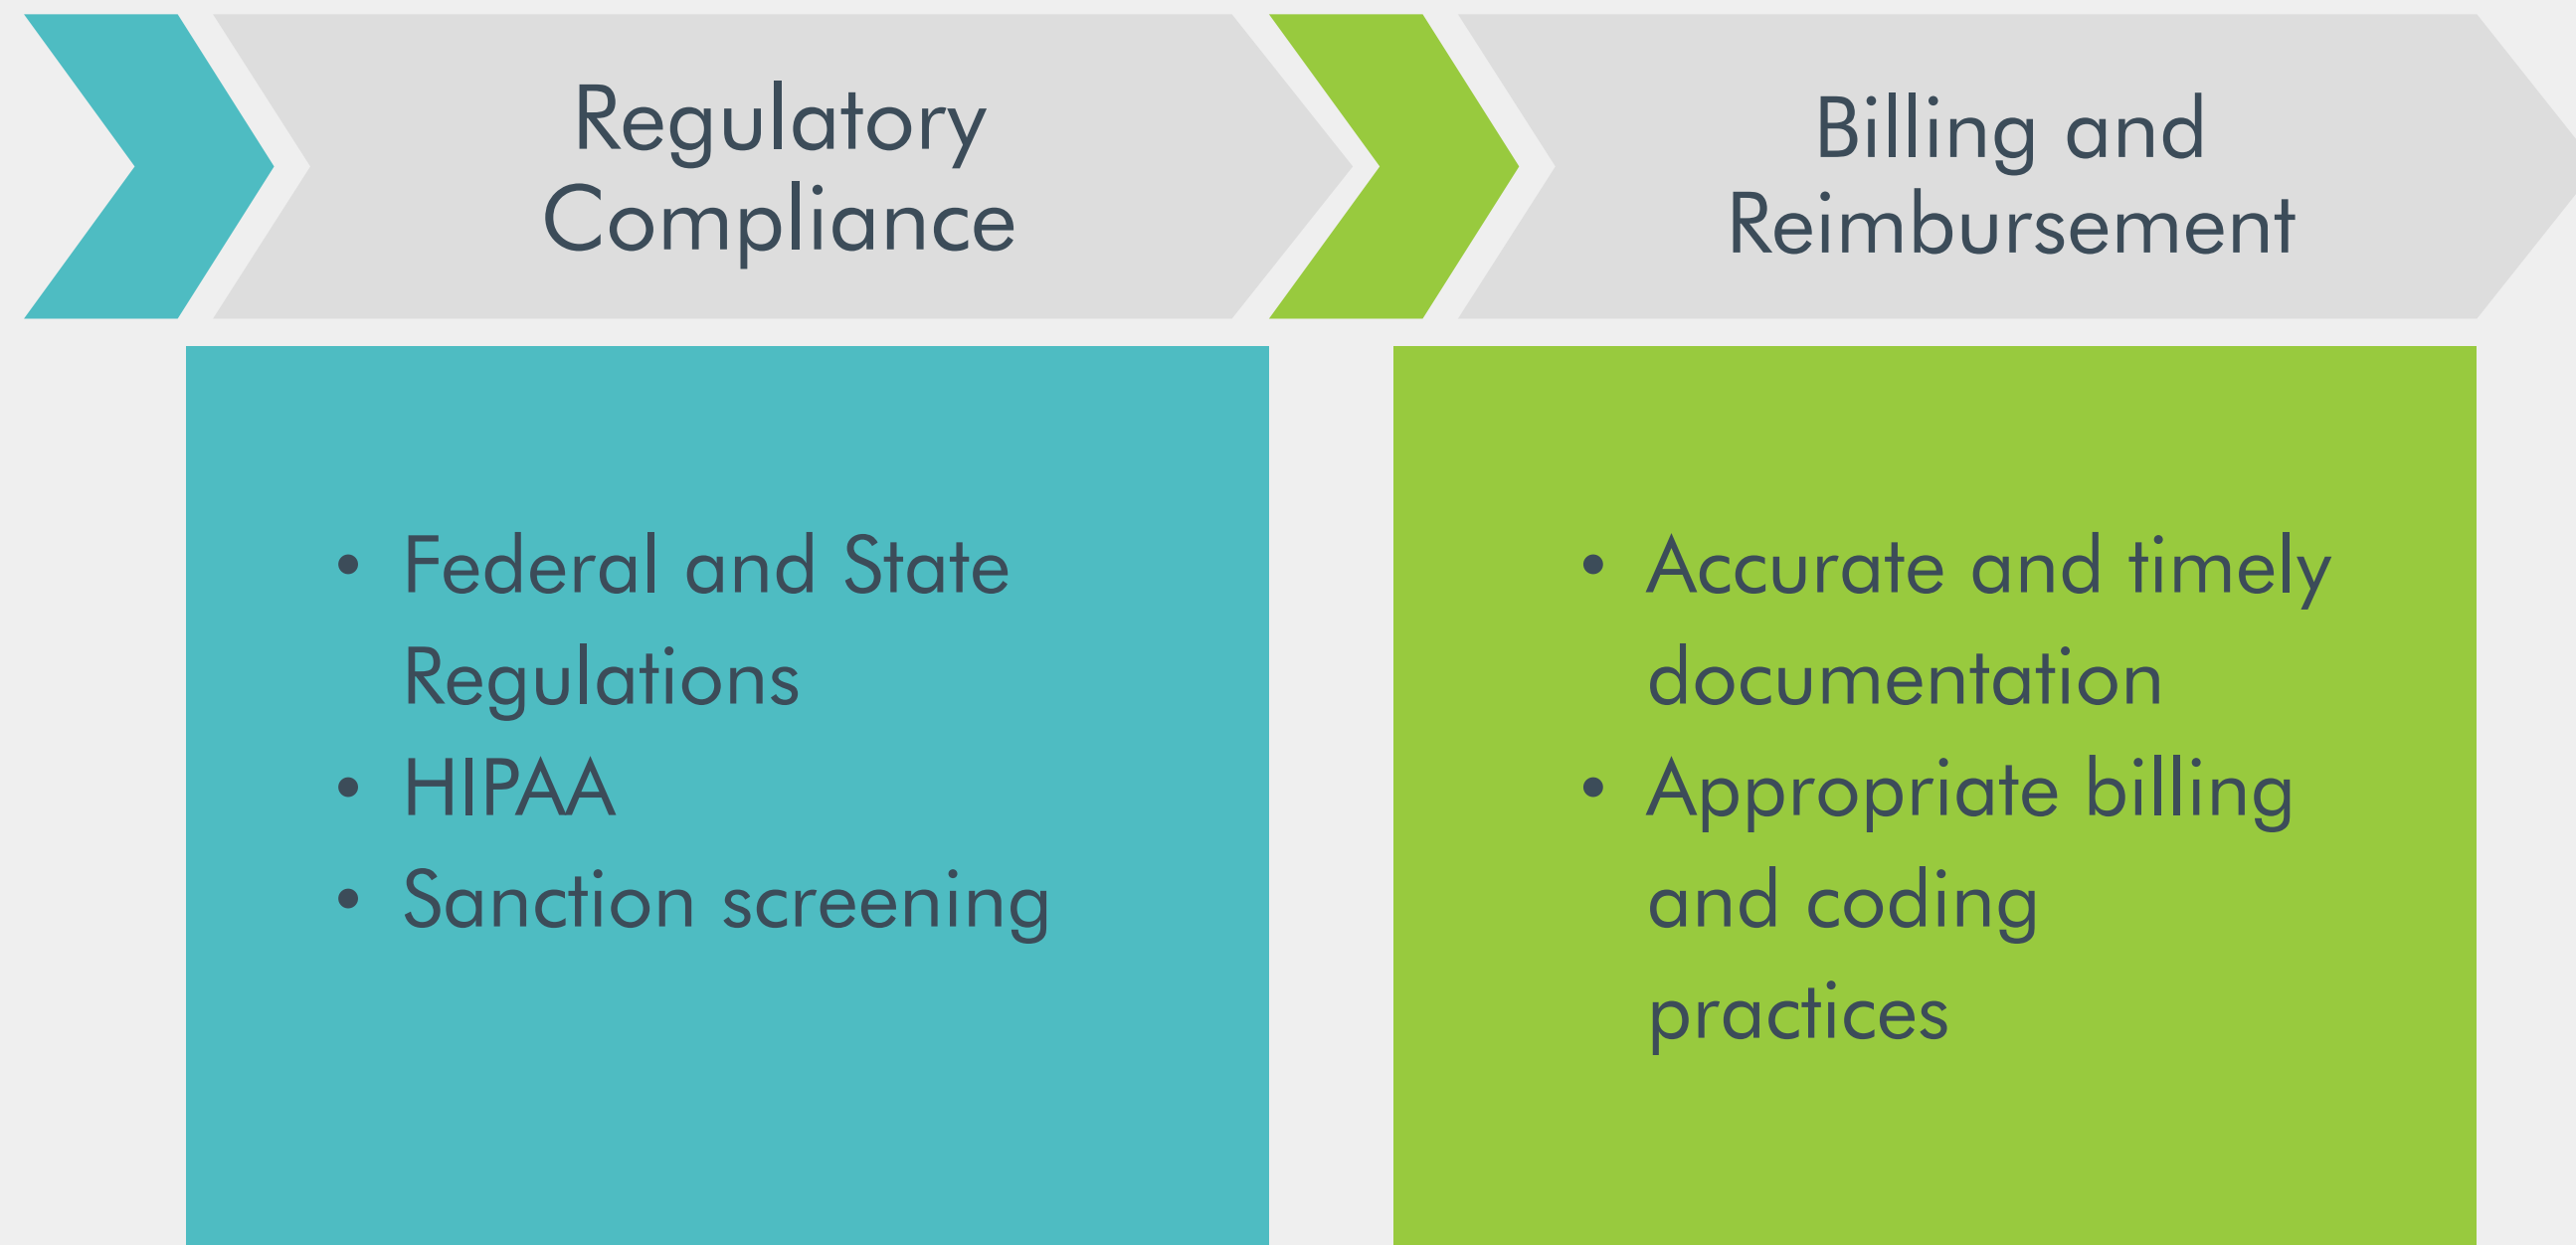 Regulatory
Compliance
• Federal and State
Regulations
• HIPAA
• Sanction screening
Billing and
Reimbursement
• Accurate and timely
documentation
• Appropriate billing
and coding
practices